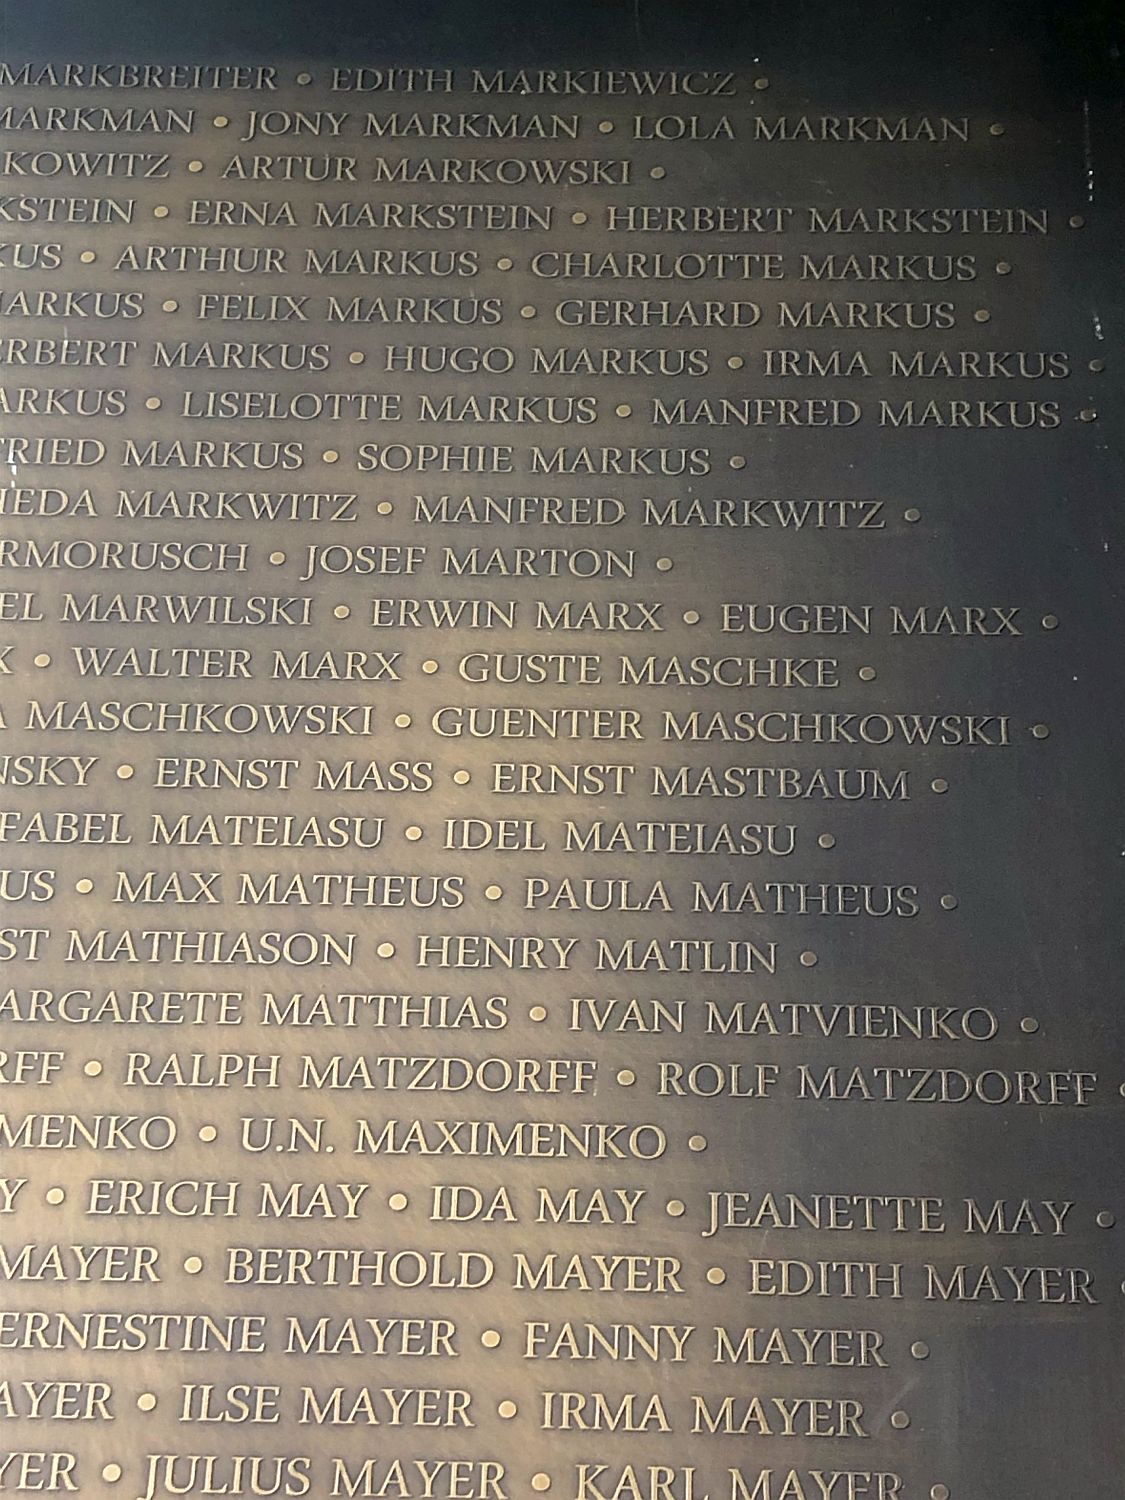 MARKBREITER • EDITH MARKIEWICZ •
MARKMAN • JONY MARKMAN • LOLA MARKMAN •
KOWITZ • ARTUR MARKOWSKI •
KSTEIN • ERNA MARKSTEIN • HERBERT MARKSTEIN •
KUS • ARTHUR MARKUS • CHARLOTTE MARKUS •
MARKUS • FELIX MARKUS • GERHARD MARKUS •
ERBERT MARKUS • HUGO MARKUS • IRMA MARKUS •
ARKUS • LISELOTTE MARKUS • MANFRED MARKUS •
FRIED MARKUS • SOPHIE MARKUS •
IEDA MARKWITZ • MANFRED MARKWITZ •
RMORUSCH • JOSEF MARTON •
EL MARWILSKI • ERWIN MARX • EUGEN MARX •
X • WALTER MARX • GUSTE MASCHKE •
A MASCHKOWSKI • GUENTER MASCHKOWSKI •
NSKY • ERNST MASS • ERNST MASTBAUM •
FABEL MATEIASU • IDEL MATEIASU •
US • MAX MATHEUS • PAULA MATHEUS •
ST MATHIASON • HENRY MATLIN •
ARGARETE MATTHIAS • IVAN MATVIENKO •
RFF • RALPH MATZDORFF • ROLF MATZDORFF •
MENKO • U.N. MAXIMENKO •
Y • ERICH MAY • IDA MAY • JEANETTE MAY •
MAYER • BERTHOLD MAYER • EDITH MAYER •
ERNESTINE MAYER • FANNY MAYER •
AYER • ILSE MAYER • IRMA MAYER •
YER • JULIUS MAYER • KARL MAYER •